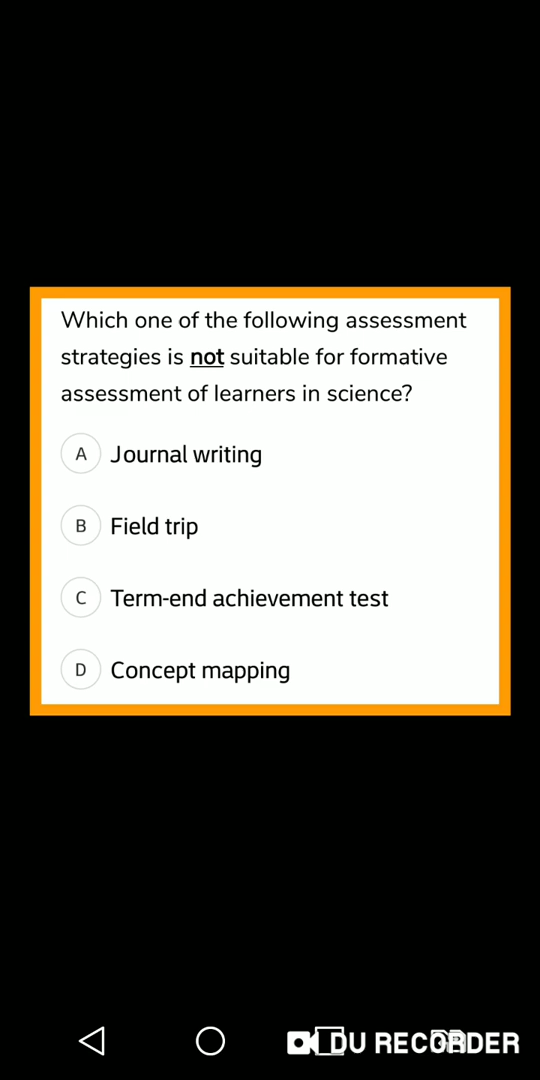 Which one of the following assessment
strategies is not suitable for formative
assessment of learners in science?
A Journal writing
B Field trip
C Term-end achievement test
D Concept mapping
DU RECORDER